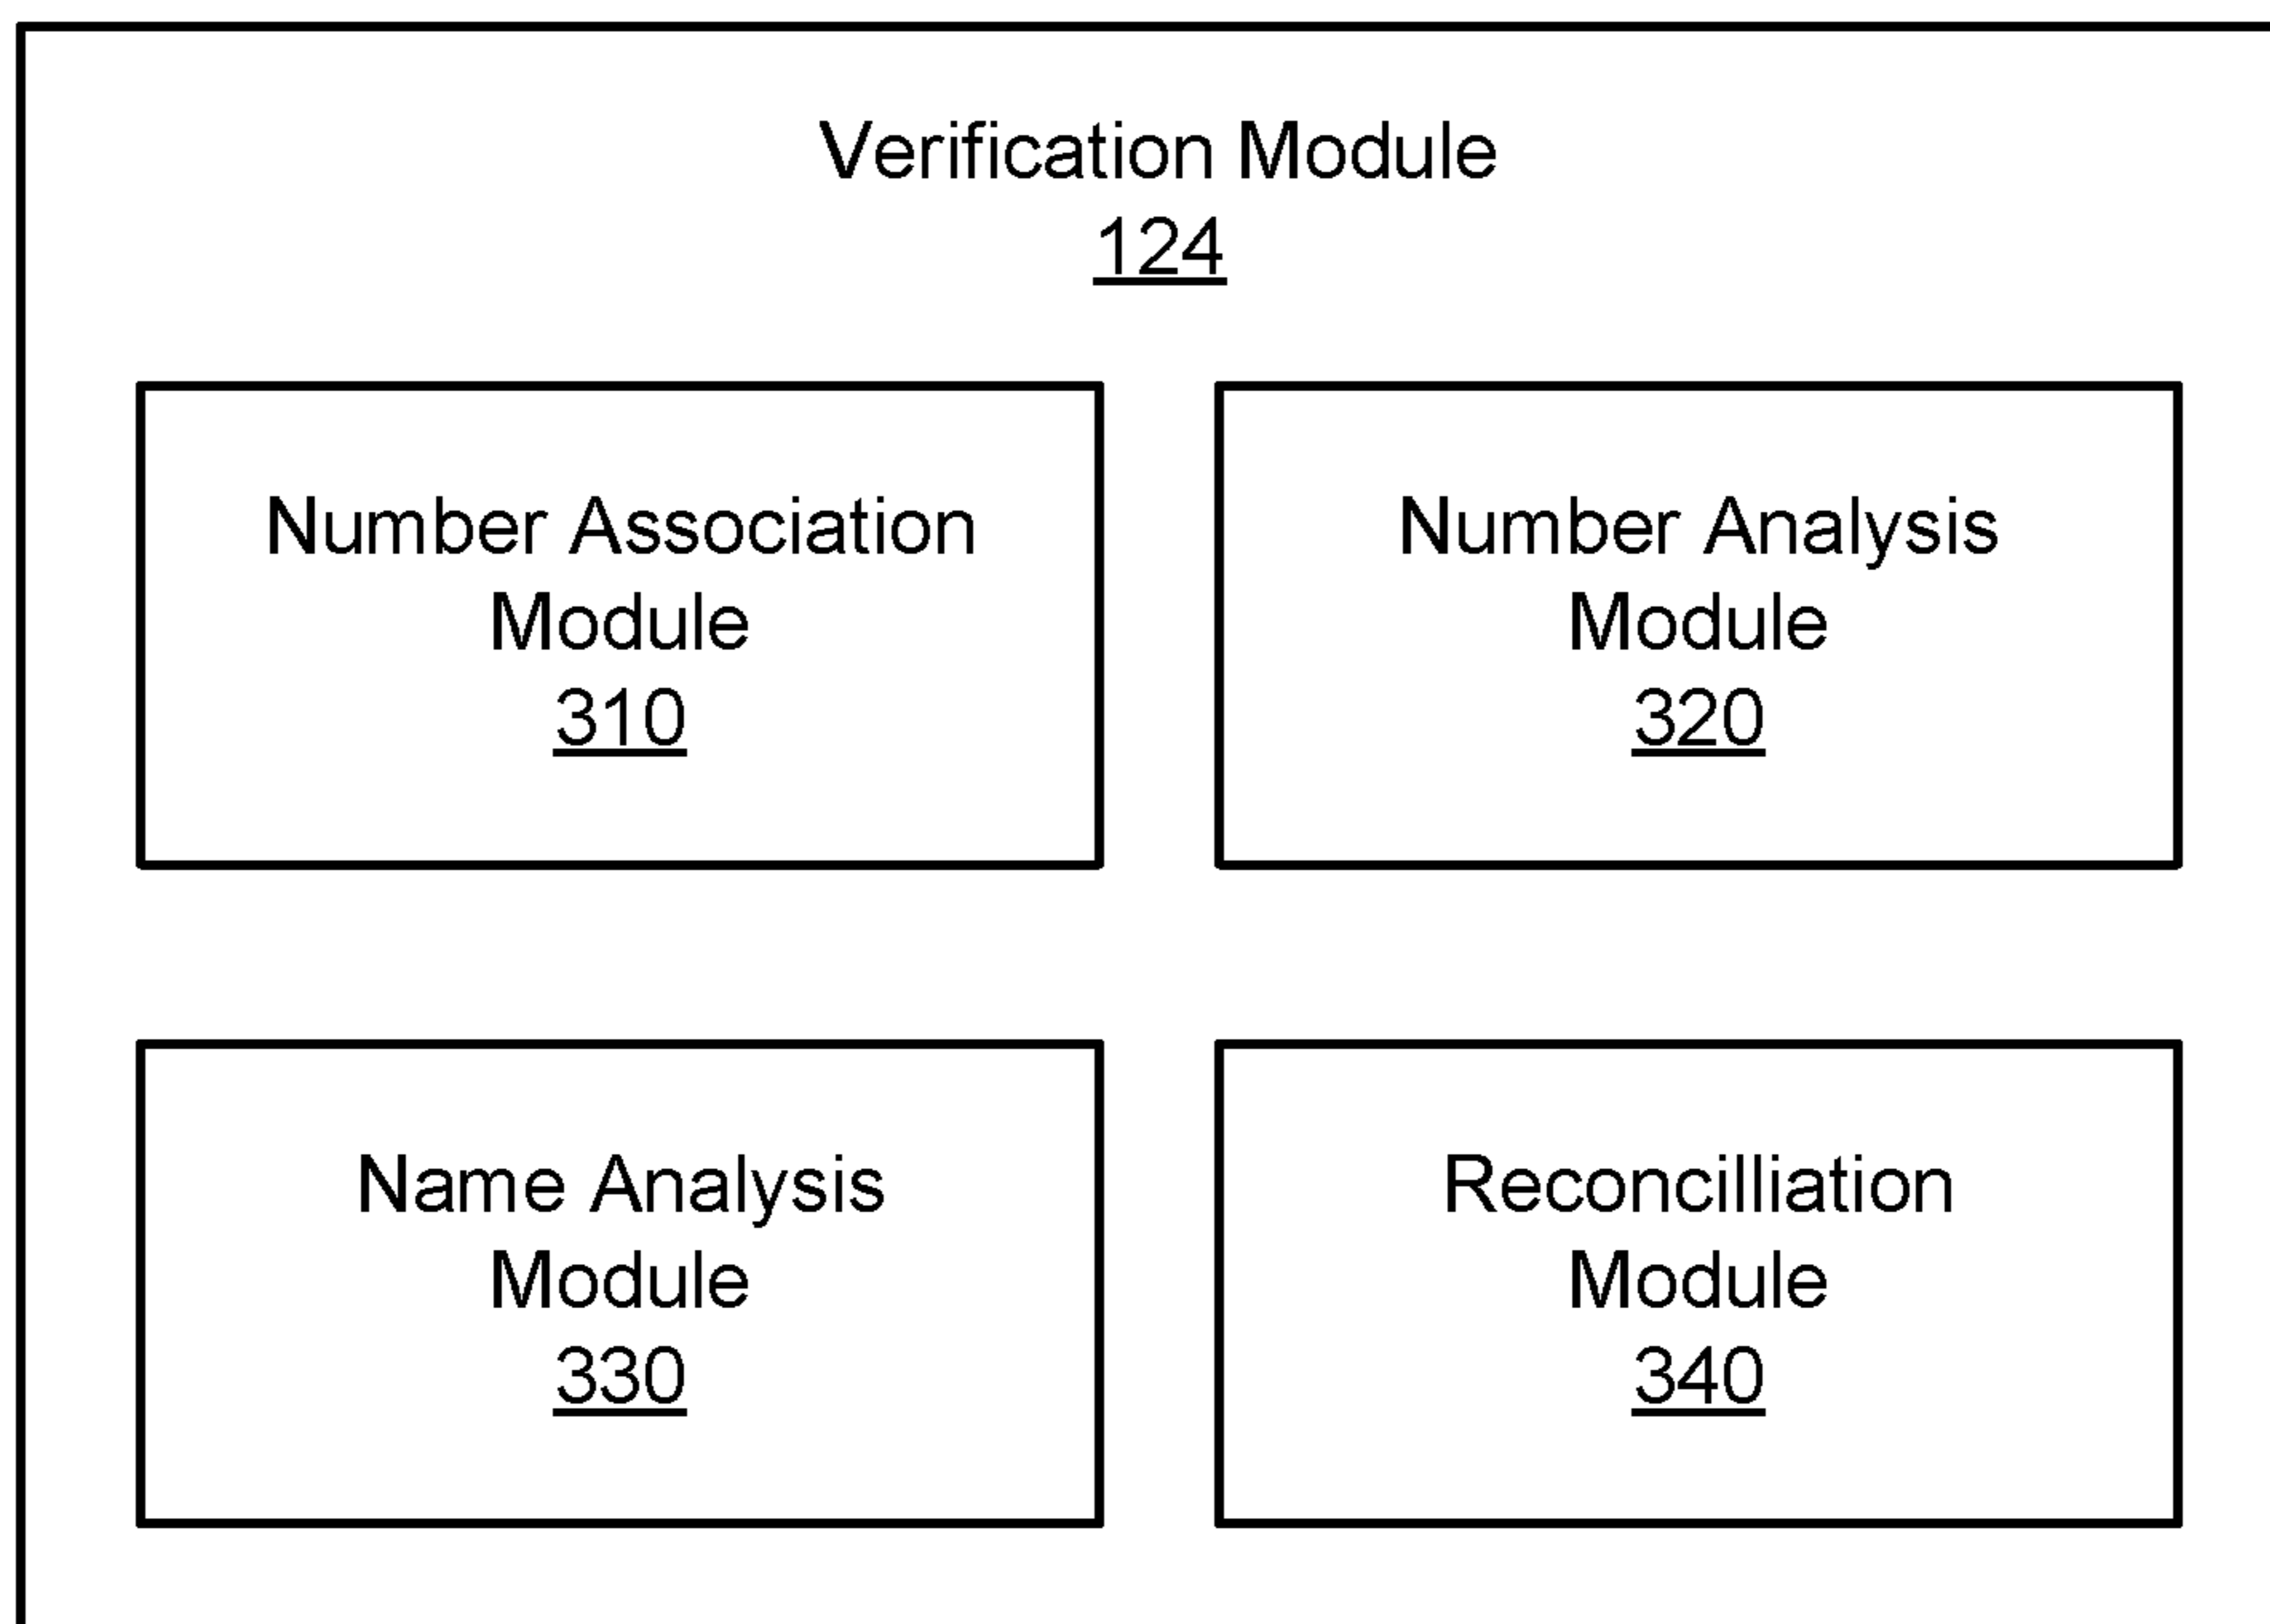 Verification Module
124
Number Association
Module
310
Number Analysis
Module
320
Name Analysis
Module
330
Reconcilliation
Module
340